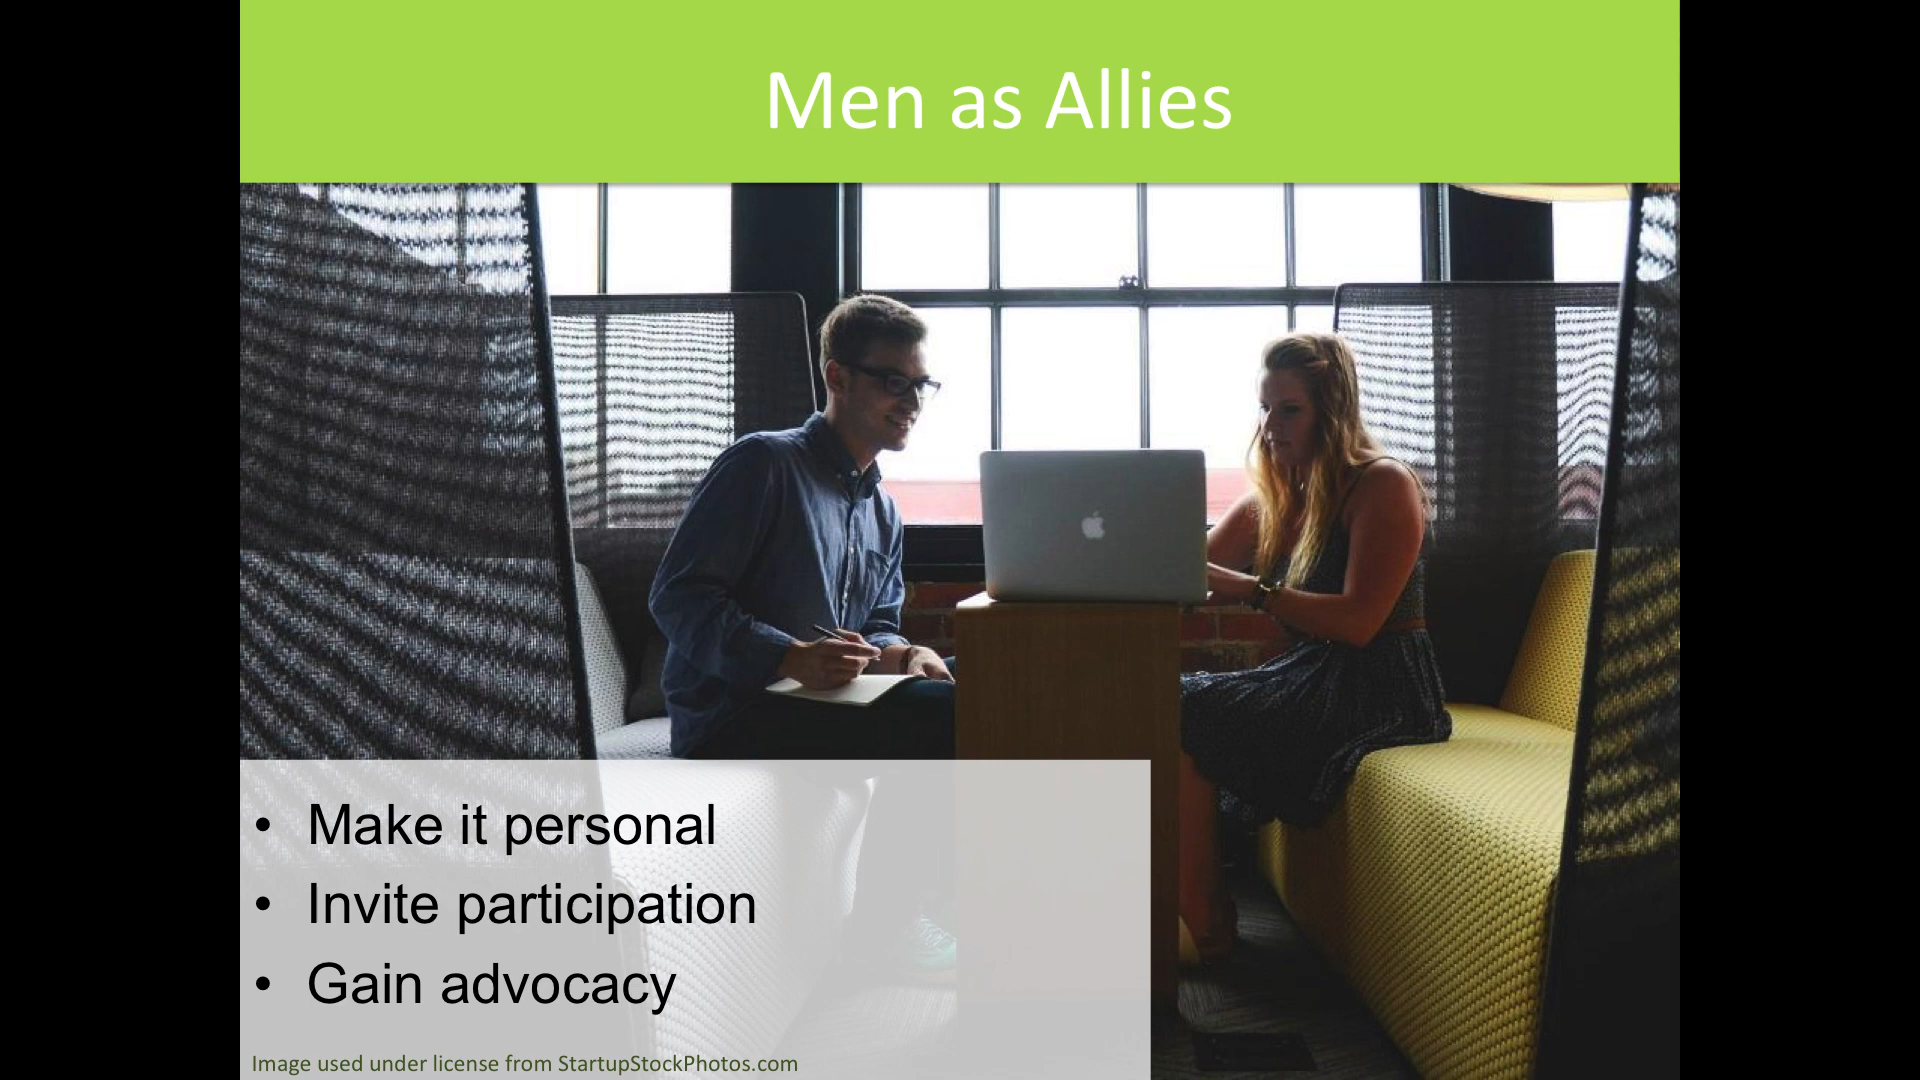 Men as Allies
• Make it personal
• Invite participation
• Gain advocacy
Image used under license from StartupStockPhotos.com